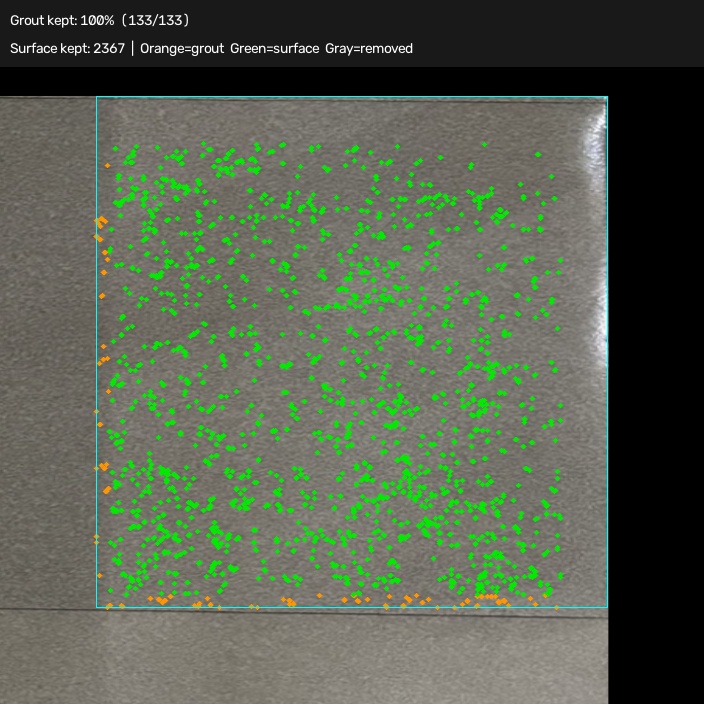 Grout kept: 100% (133/133)
Surface kept: 2367 | Orange=grout Green=surface Gray=removed